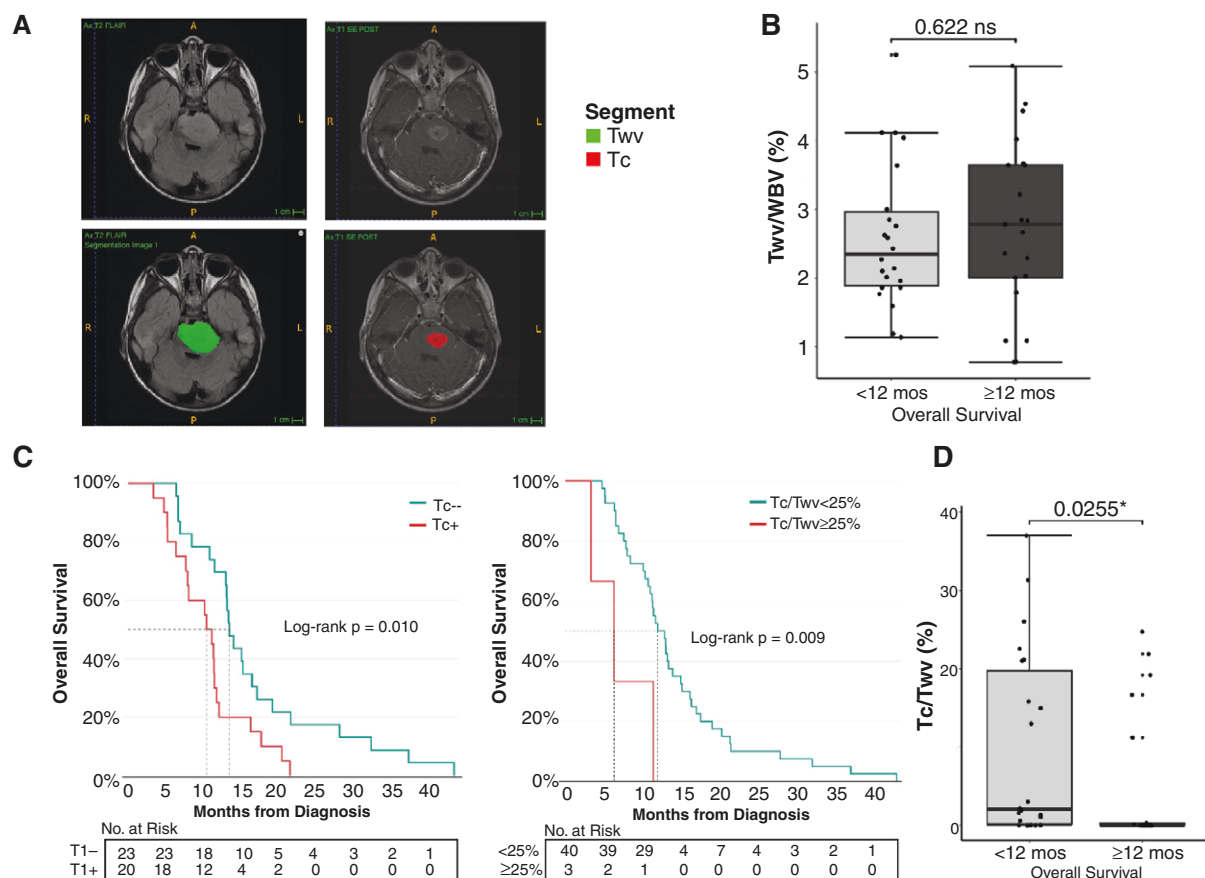 A
Ax T2 FLAIR
A
R
L
P
1 cm
Ax T1 SE POST
A
R
L
P
1 cm
Ax T2 FLAIR
Segmentation Image 1
A
R
L
P
1 cm
Ax T1 SE POST
A
R
L
P
1 cm
Segment
Twv
Tc
B
0.622 ns
Twv/WBV (%)
5
4
3
2
1
<12 mos
≥12 mos
Overall Survival
C
Overall Survival
100%
80%
60%
40%
20%
0%
Tc--
Tc+
Log-rank p = 0.010
0 5 10 15 20 25 30 35 40
Months from Diagnosis
No. at Risk
T1– 23 23 18 10 5 4 3 2 1
T1+ 20 18 12 4 2 0 0 0 0
Overall Survival
100%
80%
60%
40%
20%
0%
Tc/Twv<25%
Tc/Twv≥25%
Log-rank p = 0.009
0 5 10 15 20 25 30 35 40
Months from Diagnosis
No. at Risk
<25% 40 39 29 4 7 4 3 2 1
≥25% 3 2 1 0 0 0 0 0 0
D
0.0255*
Tc/Twv (%)
40
20
0
<12 mos
≥12 mos
Overall Survival